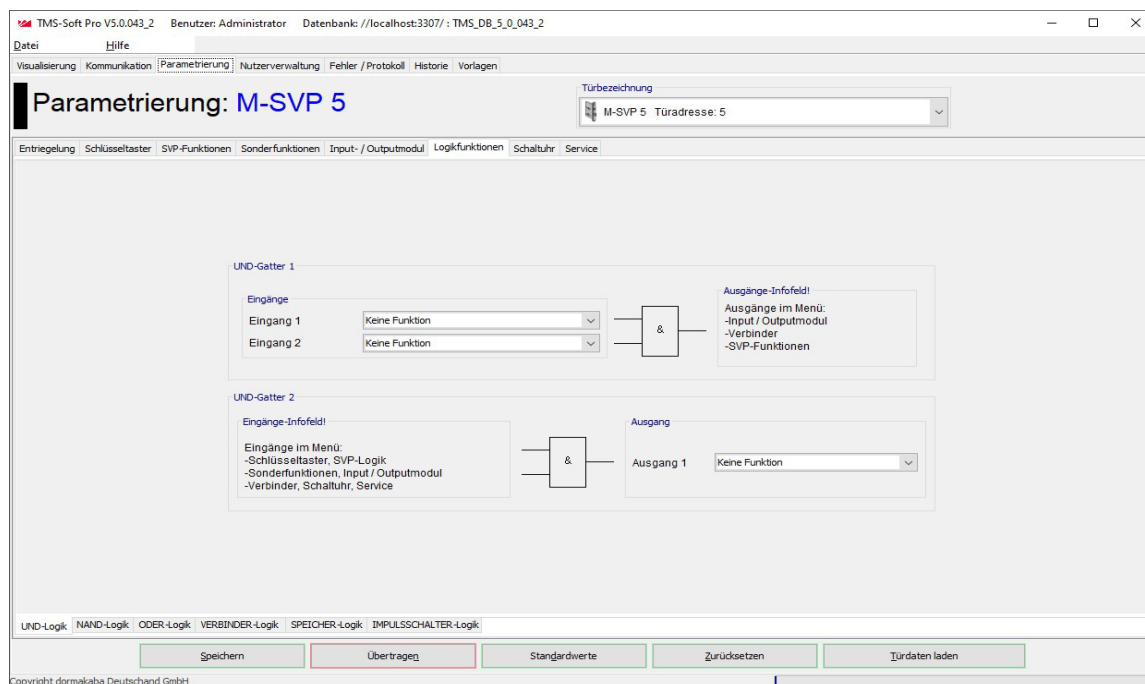 TMS-Soft Pro V5.0.043_2 Benutzer: Administrator Datenbank: //localhost:3307/ : TMS_DB_5_0_043_2
Datei Hilfe
Visualisierung Kommunikation Parametrierung Nutzerverwaltung Fehler / Protokoll Historie Vorlagen
Parametrierung: M-SVP 5
Türbezeichnung
M-SVP 5 Türadresse: 5
Entriegelung Schlüsseltaster SVP-Funktionen Sonderfunktionen Input- / Outputmodul Logikfunktionen Schaltuhr Service
UND-Gatter 1
Eingänge
Eingang 1 Keine Funktion
Eingang 2 Keine Funktion
&
Ausgänge-Infofeld!
Ausgänge im Menü:
-Input / Outputmodul
-Verbinder
-SVP-Funktionen
UND-Gatter 2
Eingänge-Infofeld!
Eingänge im Menü:
-Schlüsseltaster, SVP-Logik
-Sonderfunktionen, Input / Outputmodul
-Verbinder, Schaltuhr, Service
&
Ausgang
Ausgang 1 Keine Funktion
UND-Logik NAND-Logik ODER-Logik VERBINDER-Logik SPEICHER-Logik IMPULSSCHALTER-Logik
Speichern Übertragen Standardwerte Zurücksetzen Türdaten laden
Copyright dormakaba Deutschand GmbH